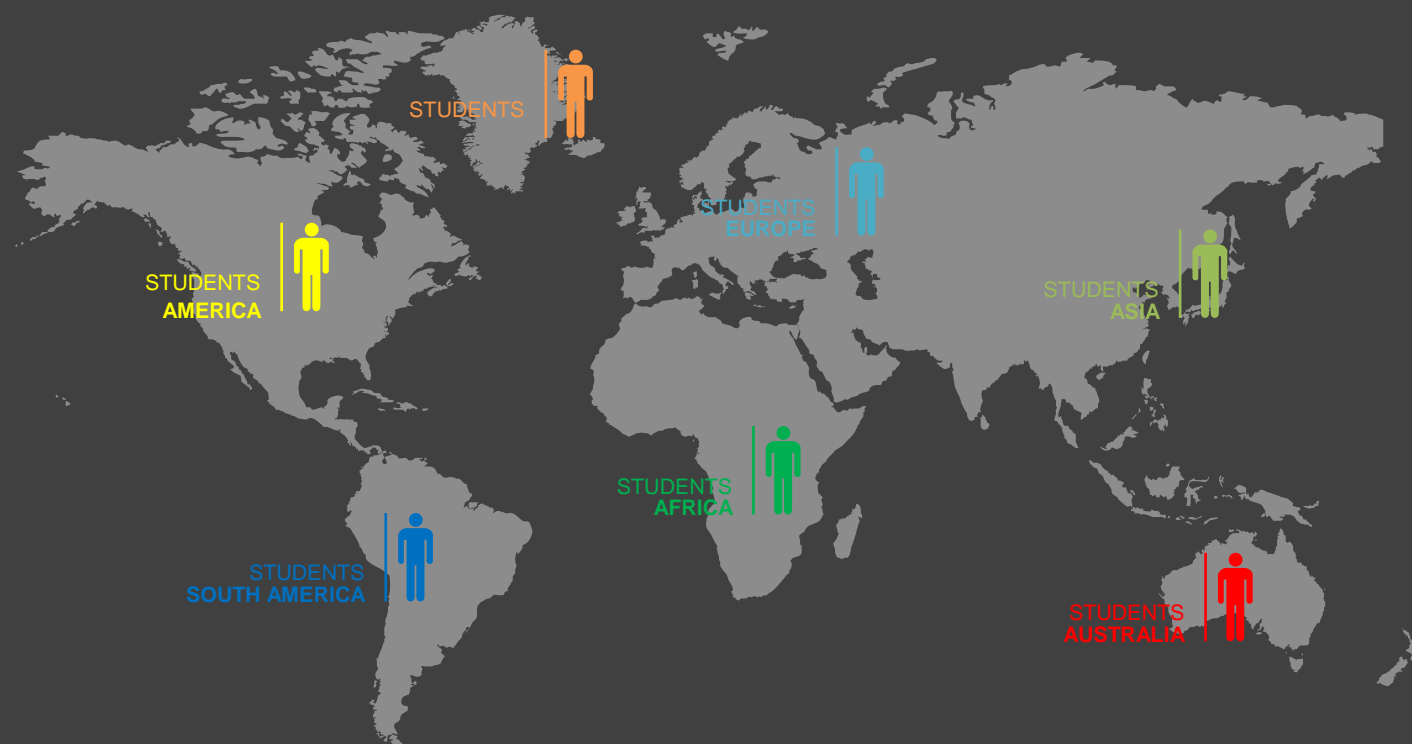 STUDENTS
STUDENTS
EUROPE
STUDENTS
AMERICA
STUDENTS
ASIA
STUDENTS
AFRICA
STUDENTS
SOUTH AMERICA
STUDENTS
AUSTRALIA